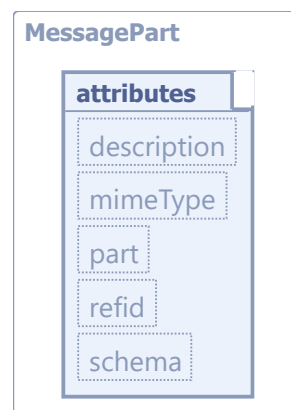 MessagePart
attributes
description
mimeType
part
refid
schema